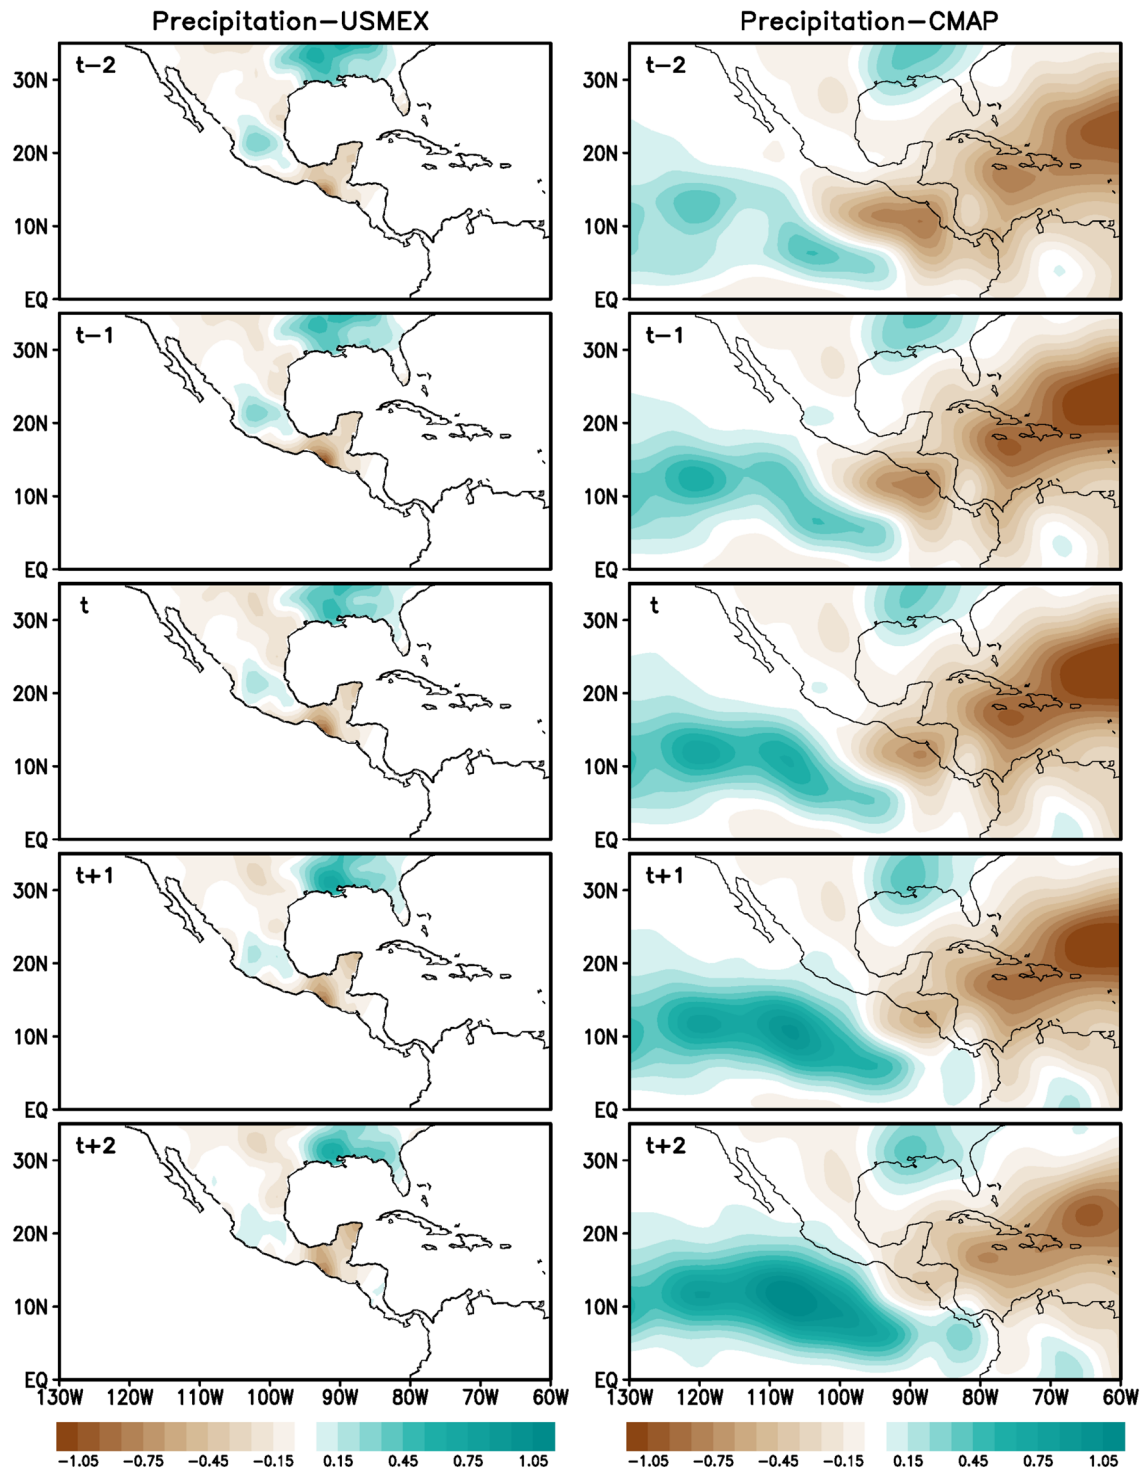 Precipitation−USMEX
Precipitation−CMAP
t−2
30N
20N
10N
EQ
t−2
30N
20N
10N
EQ
t−1
30N
20N
10N
EQ
t−1
30N
20N
10N
EQ
t
30N
20N
10N
EQ
t
30N
20N
10N
EQ
t+1
30N
20N
10N
EQ
t+1
30N
20N
10N
EQ
t+2
30N
20N
10N
EQ
t+2
30N
20N
10N
EQ
130W 120W 110W 100W 90W 80W 70W 60W
130W 120W 110W 100W 90W 80W 70W 60W
−1.05 −0.75 −0.45 −0.15 0.15 0.45 0.75 1.05
−1.05 −0.75 −0.45 −0.15 0.15 0.45 0.75 1.05